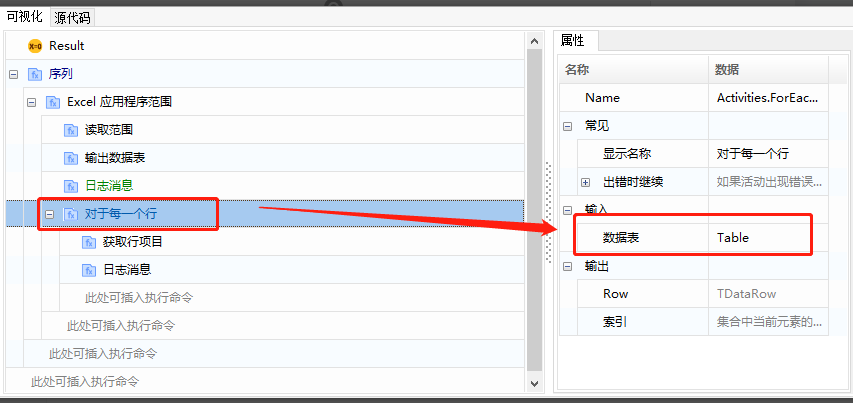 可视化 源代码
Result
序列
Excel 应用程序范围
读取范围
输出数据表
日志消息
对于每一个行
获取行项目
日志消息
此处可插入执行命令
此处可插入执行命令
此处可插入执行命令
此处可插入执行命令
属性
名称 数据
Name Activities.ForEac...
常见
显示名称 对于每一个行
出错时继续 如果活动出现错误...
输入
数据表 Table
输出
Row TDataRow
索引 集合中当前元素的...